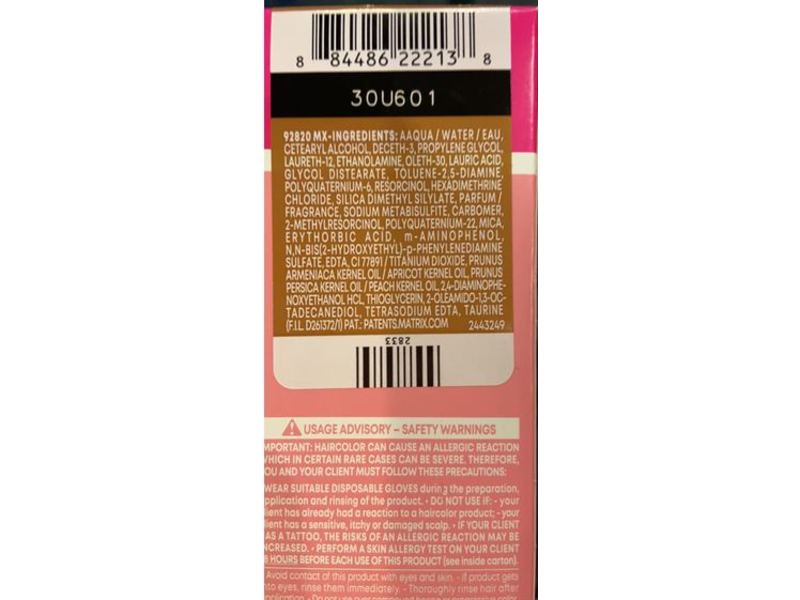 8 84486 22213 8
30U601
92820 MX-INGREDIENTS: AAQUA / WATER / EAU,
CETEARYL ALCOHOL, DECETH-3, PROPYLENE GLYCOL,
LAURETH-12, ETHANOLAMINE, OLETH-30, LAURIC ACID,
GLYCOL DISTEARATE, TOLUENE-2,5-DIAMINE,
POLYQUATERNIUM-6, RESORCINOL, HEXADIMETHRINE
CHLORIDE, SILICA DIMETHYL SILYLATE, PARFUM /
FRAGRANCE, SODIUM METABISULFITE, CARBOMER,
2-METHYLRESORCINOL, POLYQUATERNIUM-22, MICA,
ERYTHORBIC ACID, m-AMINOPHENOL,
N,N-BIS(2-HYDROXYETHYL)-p-PHENYLENEDIAMINE
SULFATE, EDTA, CI 77891 / TITANIUM DIOXIDE, PRUNUS
ARMENIACA KERNEL OIL / APRICOT KERNEL OIL, PRUNUS
PERSICA KERNEL OIL / PEACH KERNEL OIL, 2,4-DIAMINOPHE-
NOXYETHANOL HCL, THIOGLYCERIN, 2-OLEAMIDO-1,3-OC-
TADECANEDIOL, TETRASODIUM EDTA, TAURINE
(F.I.L. D261372/1) PAT.: PATENTS.MATRIX.COM 2443249
2833
USAGE ADVISORY – SAFETY WARNINGS
MPORTANT: HAIRCOLOR CAN CAUSE AN ALLERGIC REACTION
WHICH IN CERTAIN RARE CASES CAN BE SEVERE. THEREFORE,
OU AND YOUR CLIENT MUST FOLLOW THESE PRECAUTIONS:
WEAR SUITABLE DISPOSABLE GLOVES during the preparation,
pplication and rinsing of the product. • DO NOT USE IF: - your
lient has already had a reaction to a haircolor product; - your
lient has a sensitive, itchy or damaged scalp. • IF YOUR CLIENT
AS A TATTOO, THE RISKS OF AN ALLERGIC REACTION MAY BE
NCREASED. • PERFORM A SKIN ALLERGY TEST ON YOUR CLIENT
8 HOURS BEFORE EACH USE OF THIS PRODUCT (see inside carton).
Avoid contact of this product with eyes and skin. - If product gets
to eyes, rinse them immediately. - Thoroughly rinse hair after